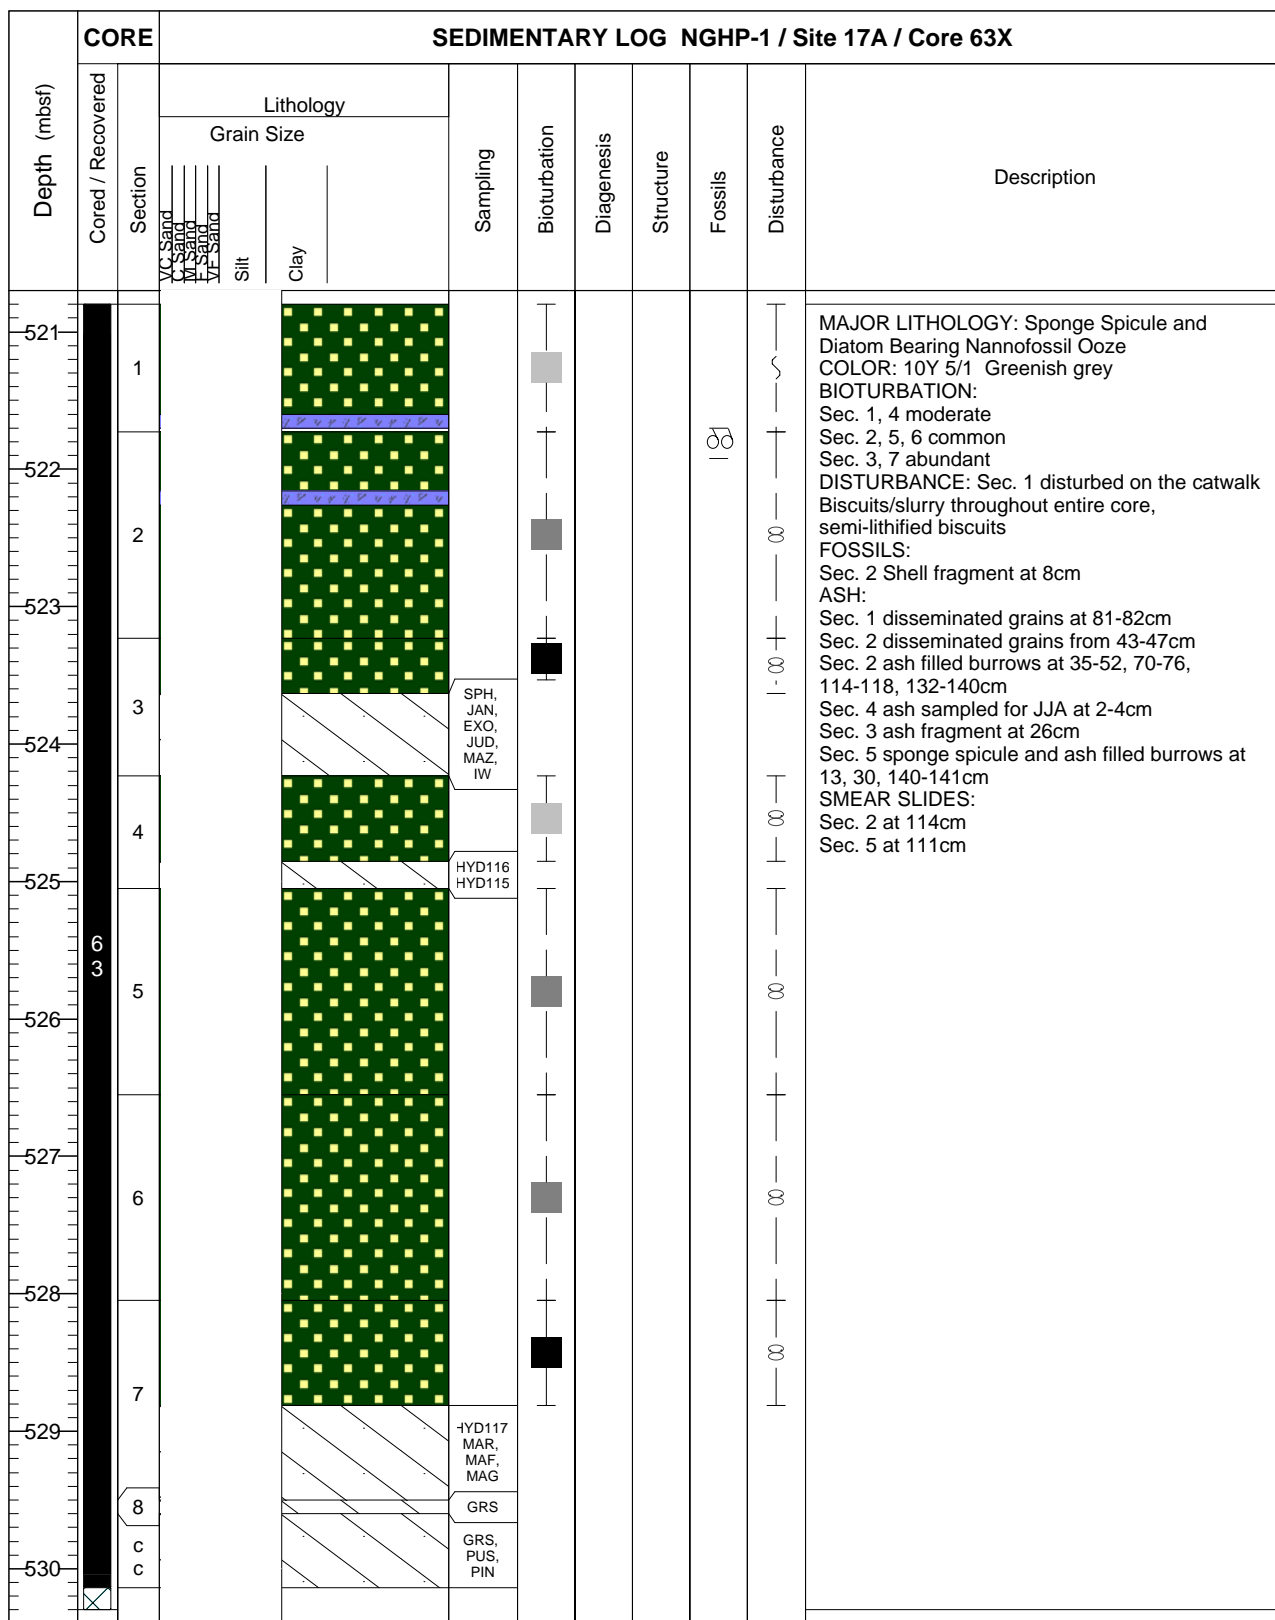 CORE
SEDIMENTARY LOG NGHP-1 / Site 17A / Core 63X
Depth (mbsf)
Cored / Recovered
Section
Lithology
Grain Size
VC Sand
C Sand
M Sand
F Sand
VF Sand
Silt
Clay
Sampling
Bioturbation
Diagenesis
Structure
Fossils
Disturbance
Description
521
522
523
524
525
526
527
528
529
530
6
3
1
2
3
4
5
6
7
8
C
C
SPH,
JAN,
EXO,
JUD,
MAZ,
IW
HYD116
HYD115
HYD117
MAR,
MAF,
MAG
GRS
GRS,
PUS,
PIN
MAJOR LITHOLOGY: Sponge Spicule and
Diatom Bearing Nannofossil Ooze
COLOR: 10Y 5/1 Greenish grey
BIOTURBATION:
Sec. 1, 4 moderate
Sec. 2, 5, 6 common
Sec. 3, 7 abundant
DISTURBANCE: Sec. 1 disturbed on the catwalk
Biscuits/slurry throughout entire core,
semi-lithified biscuits
FOSSILS:
Sec. 2 Shell fragment at 8cm
ASH:
Sec. 1 disseminated grains at 81-82cm
Sec. 2 disseminated grains from 43-47cm
Sec. 2 ash filled burrows at 35-52, 70-76,
114-118, 132-140cm
Sec. 4 ash sampled for JJA at 2-4cm
Sec. 3 ash fragment at 26cm
Sec. 5 sponge spicule and ash filled burrows at
13, 30, 140-141cm
SMEAR SLIDES:
Sec. 2 at 114cm
Sec. 5 at 111cm